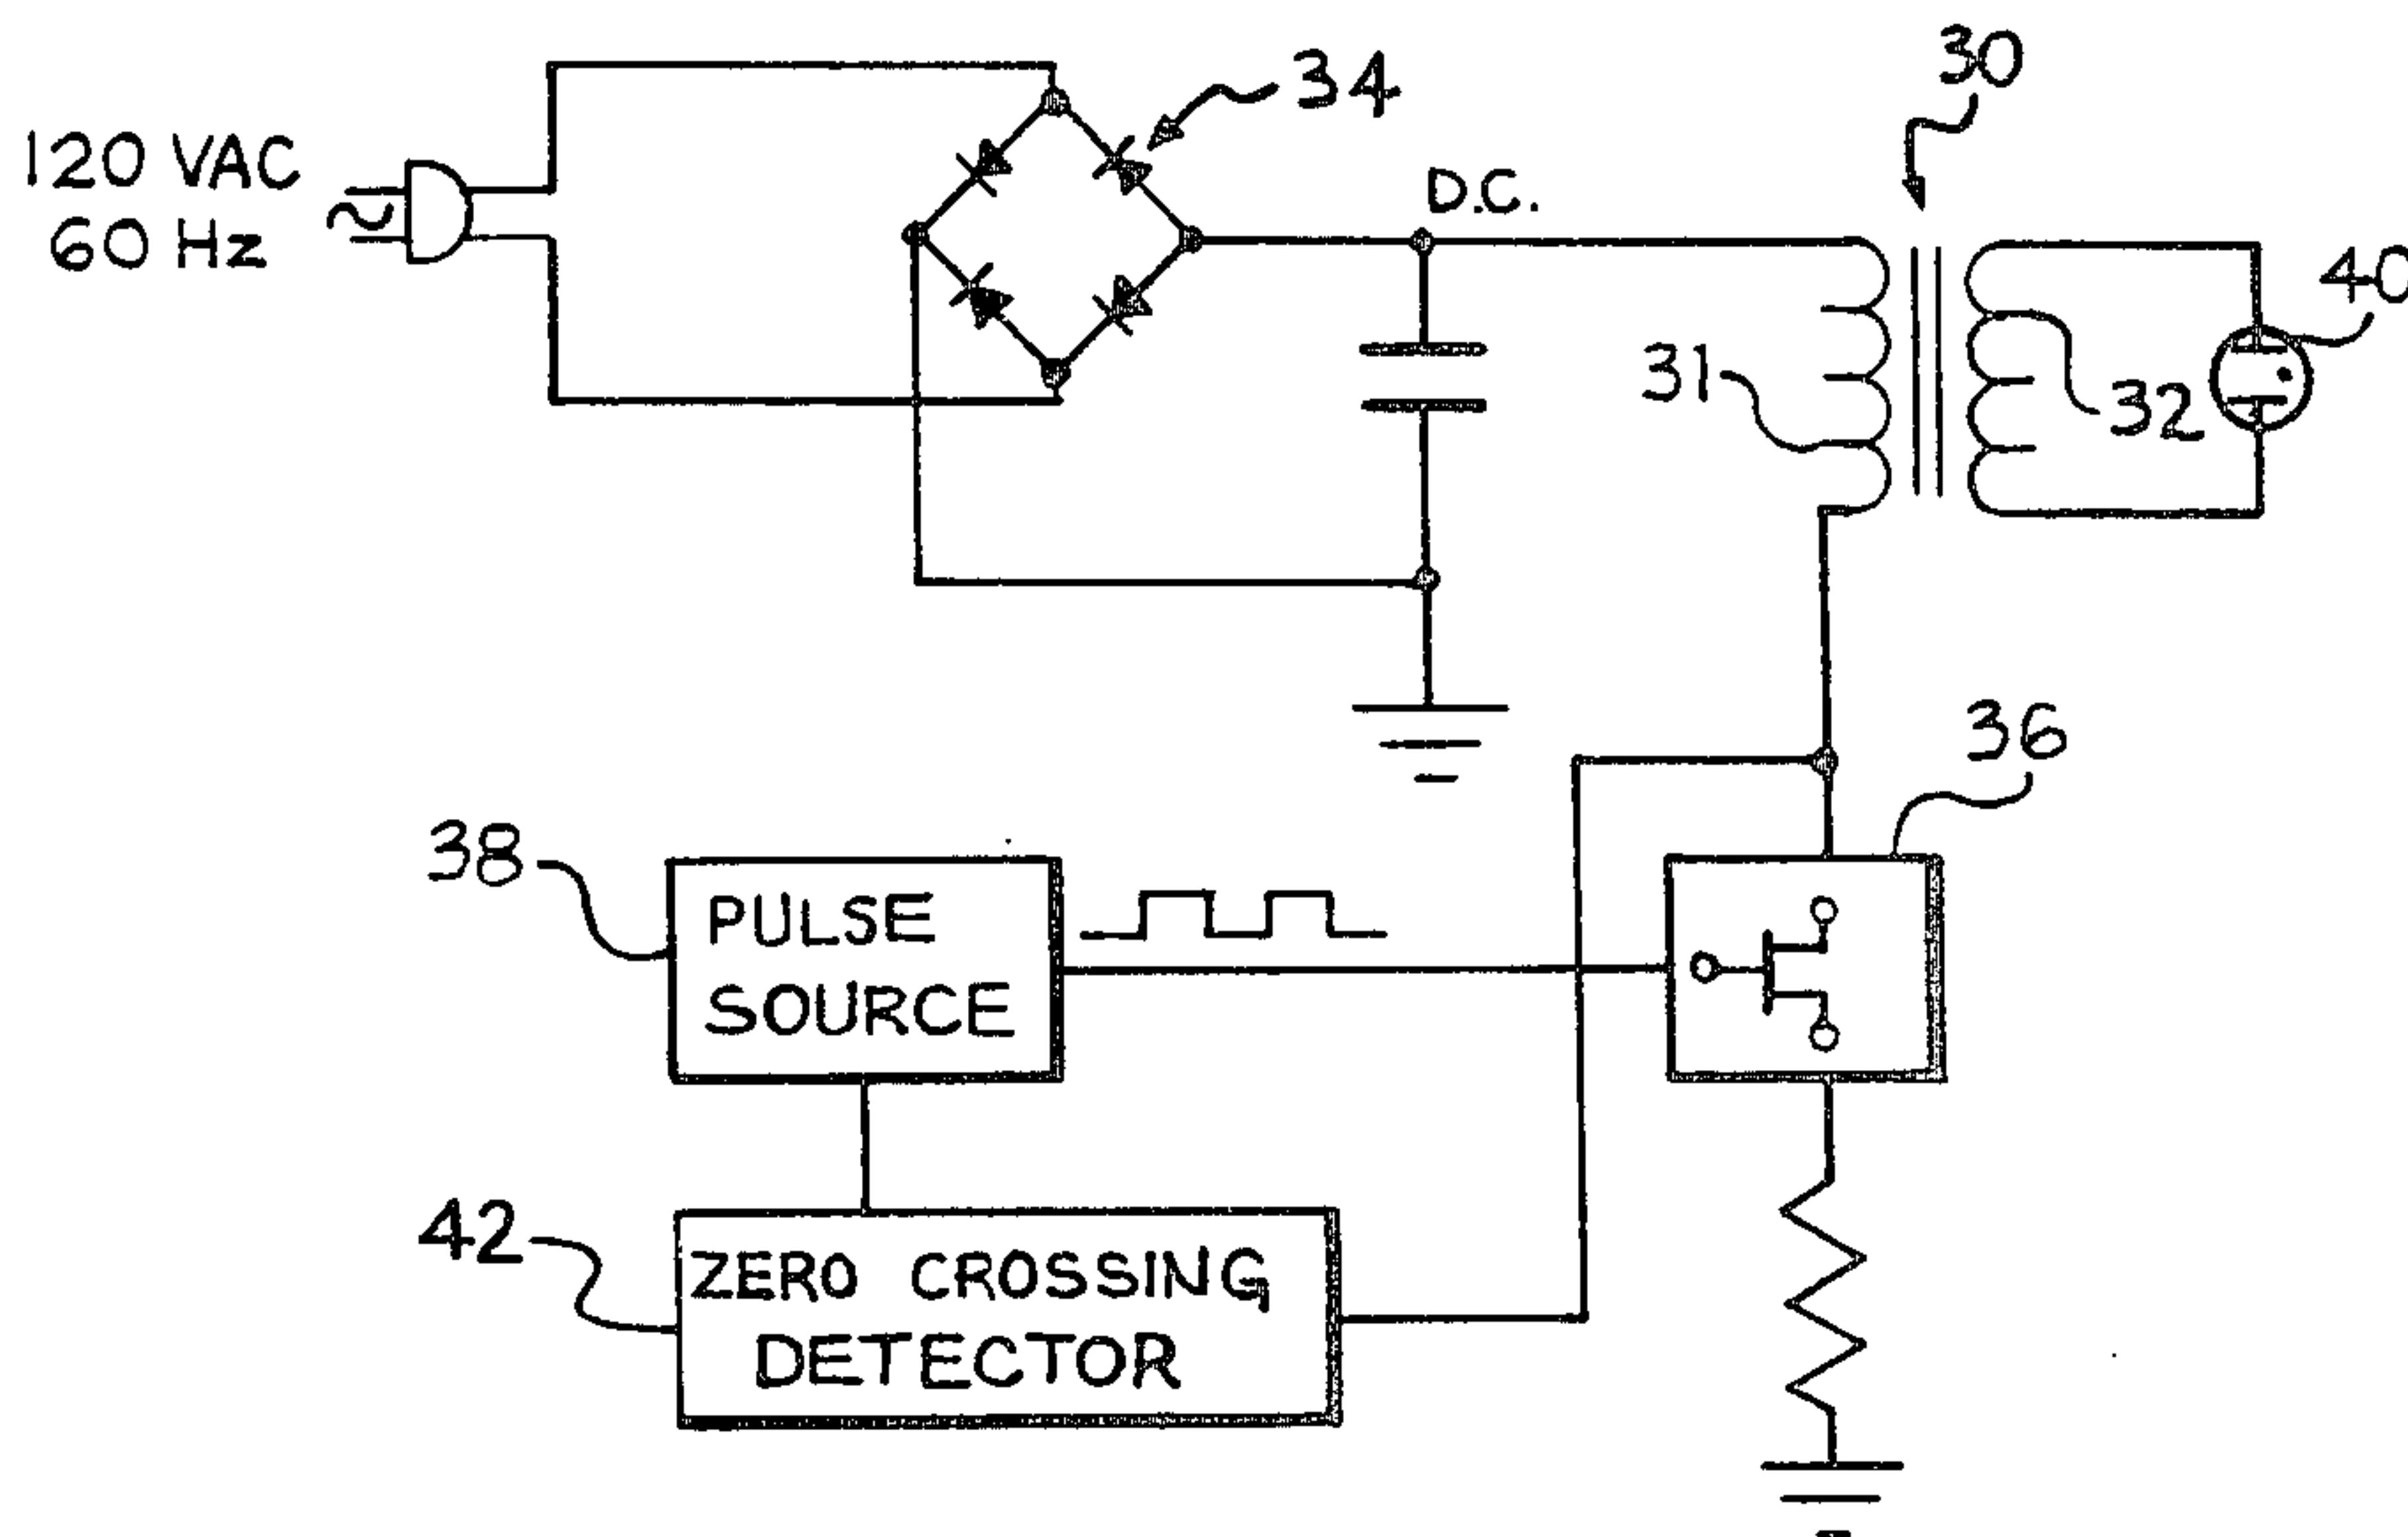 30
34
120 VAC
60 Hz
D.C.
40
31
32
36
38
PULSE
SOURCE
42
ZERO CROSSING
DETECTOR